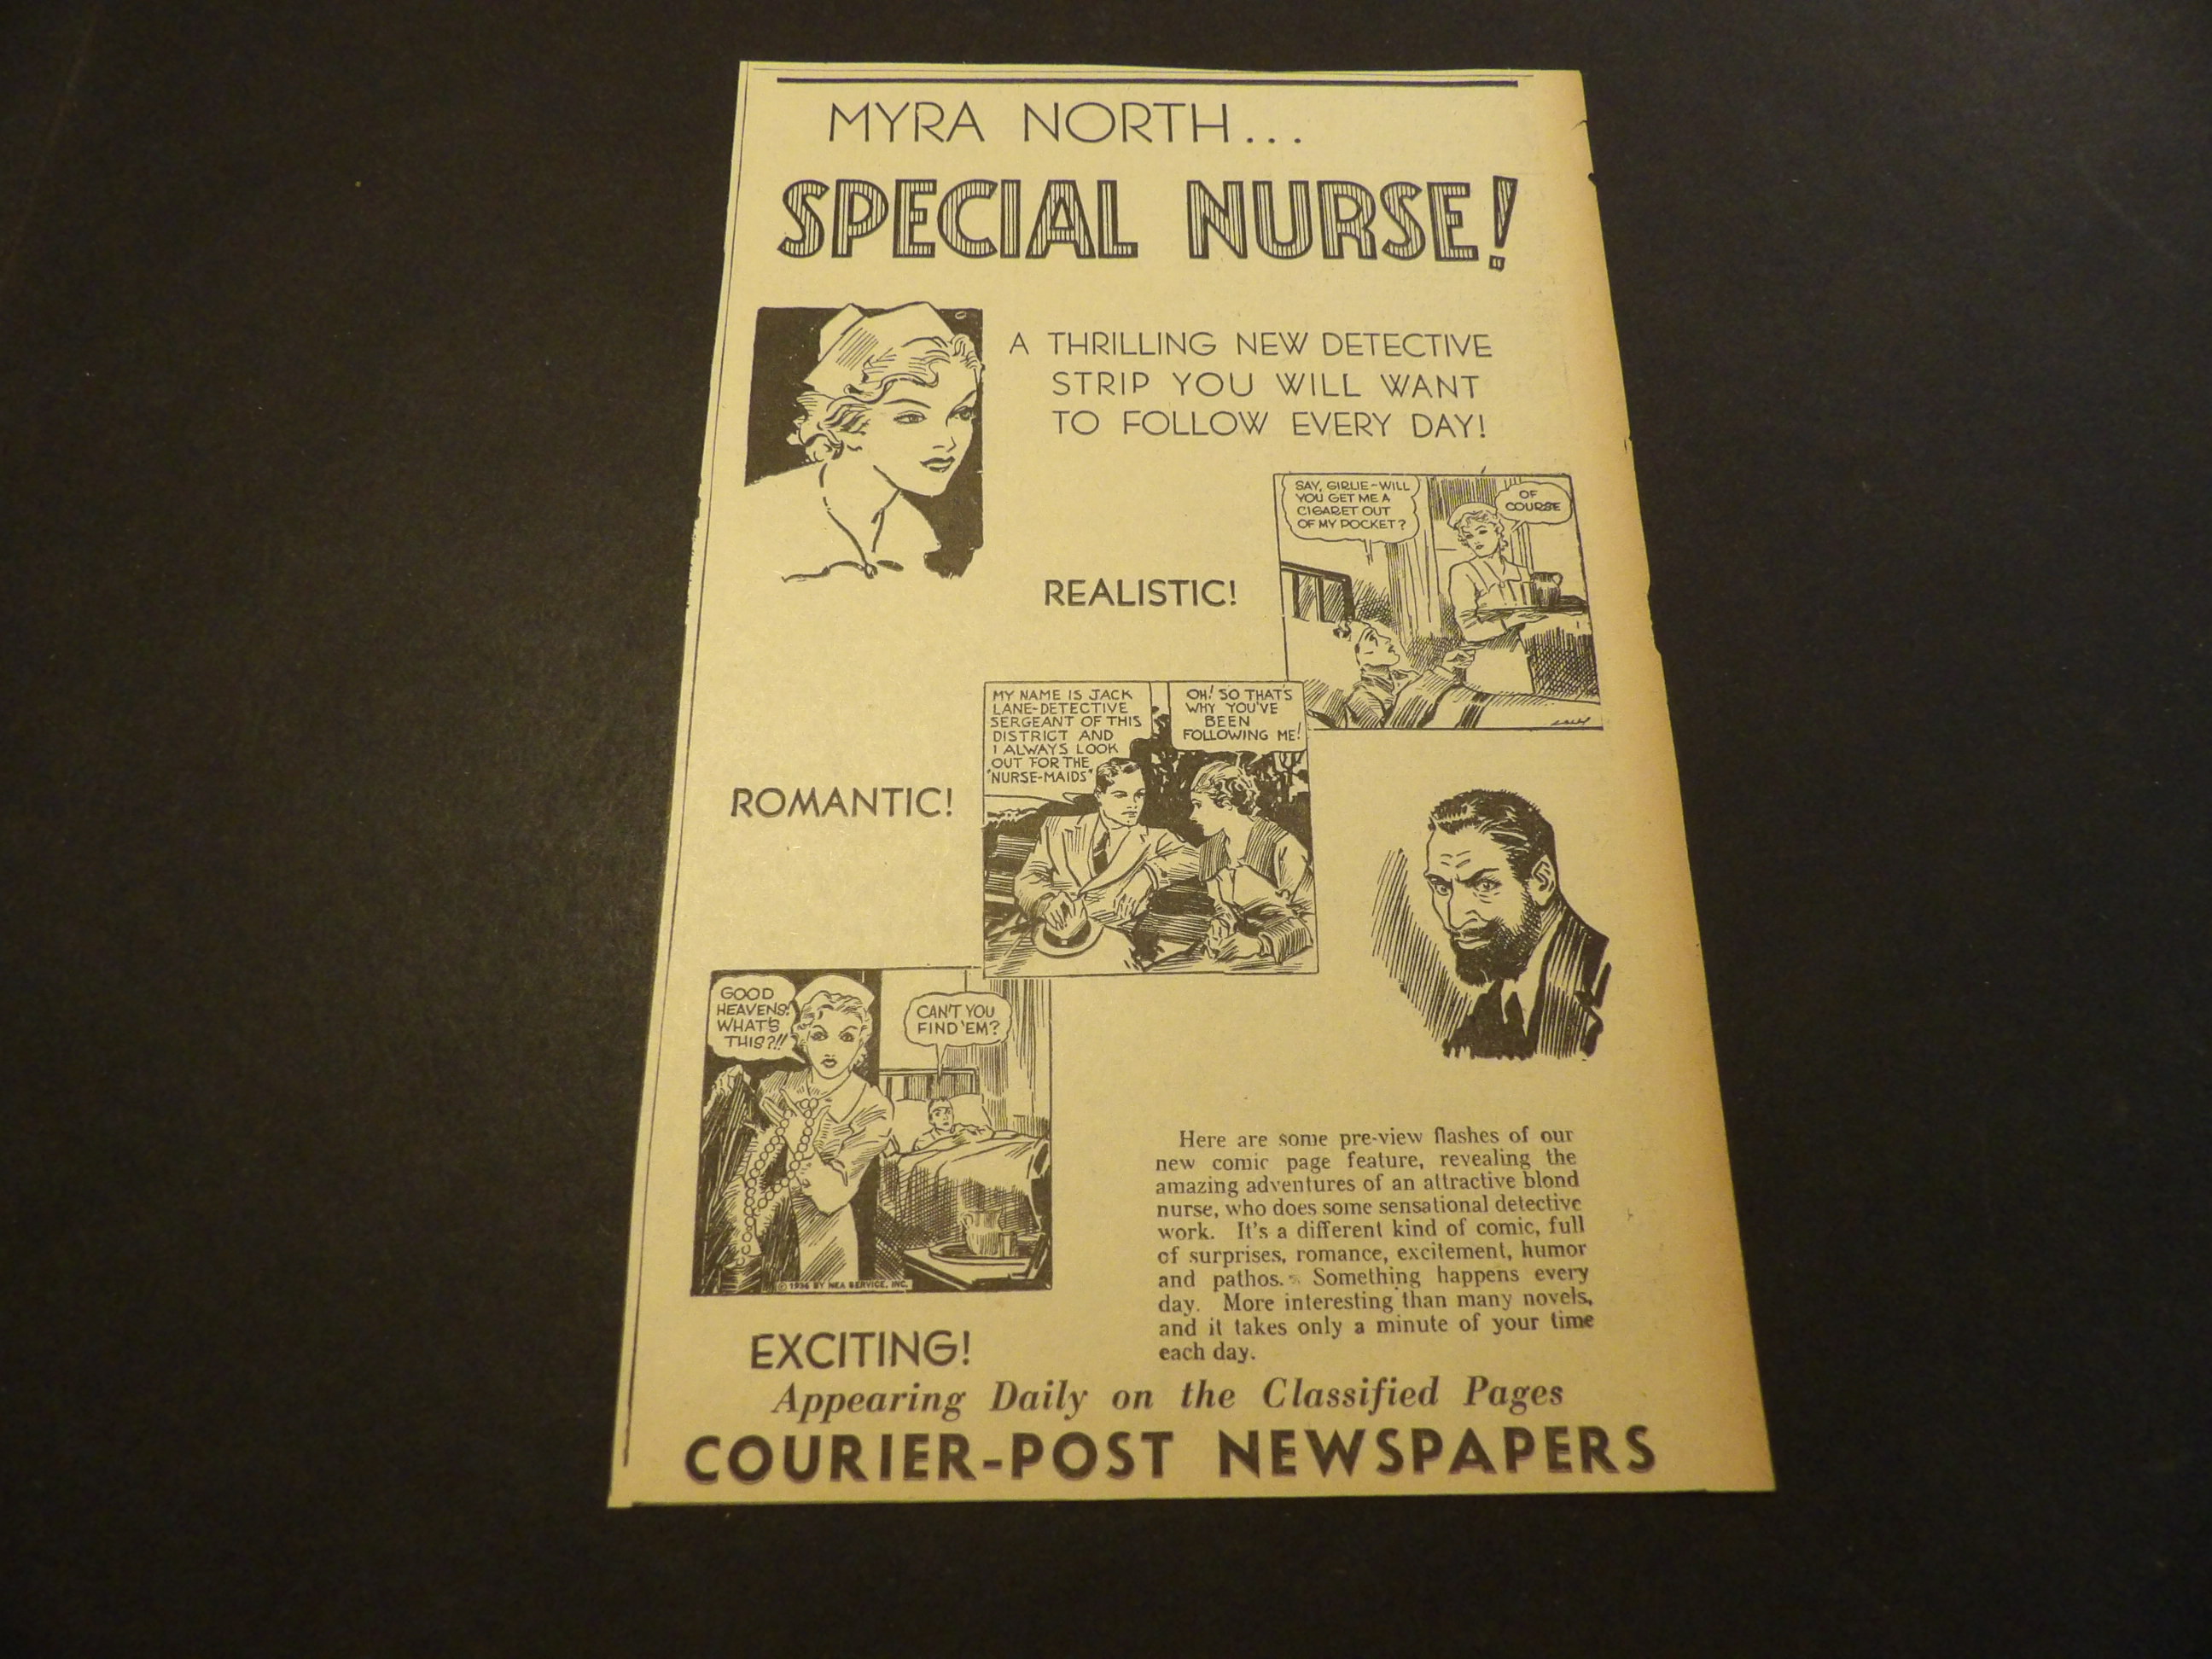 MYRA NORTH...
SPECIAL NURSE!
A THRILLING NEW DETECTIVE
STRIP YOU WILL WANT
TO FOLLOW EVERY DAY!
SAY, GIRLIE-WILL
YOU GET ME A
CIGARET OUT
OF MY POCKET?
OF
COURSE
REALISTIC!
MY NAME IS JACK
LANE-DETECTIVE
SERGEANT OF THIS
DISTRICT AND
I ALWAYS LOOK
OUT FOR THE
"NURSE-MAIDS"
OH! SO THAT'S
WHY YOU'VE
BEEN
FOLLOWING ME!
ROMANTIC!
GOOD
HEAVENS!
WHAT'S
THIS?!!
CAN'T YOU
FIND 'EM?
© 1936 BY NEA SERVICE, INC.
EXCITING!
Here are some pre-view flashes of our
new comic page feature, revealing the
amazing adventures of an attractive blond
nurse, who does some sensational detective
work. It's a different kind of comic, full
of surprises, romance, excitement, humor
and pathos. Something happens every
day. More interesting than many novels,
and it takes only a minute of your time
each day.
Appearing Daily on the Classified Pages
COURIER-POST NEWSPAPERS